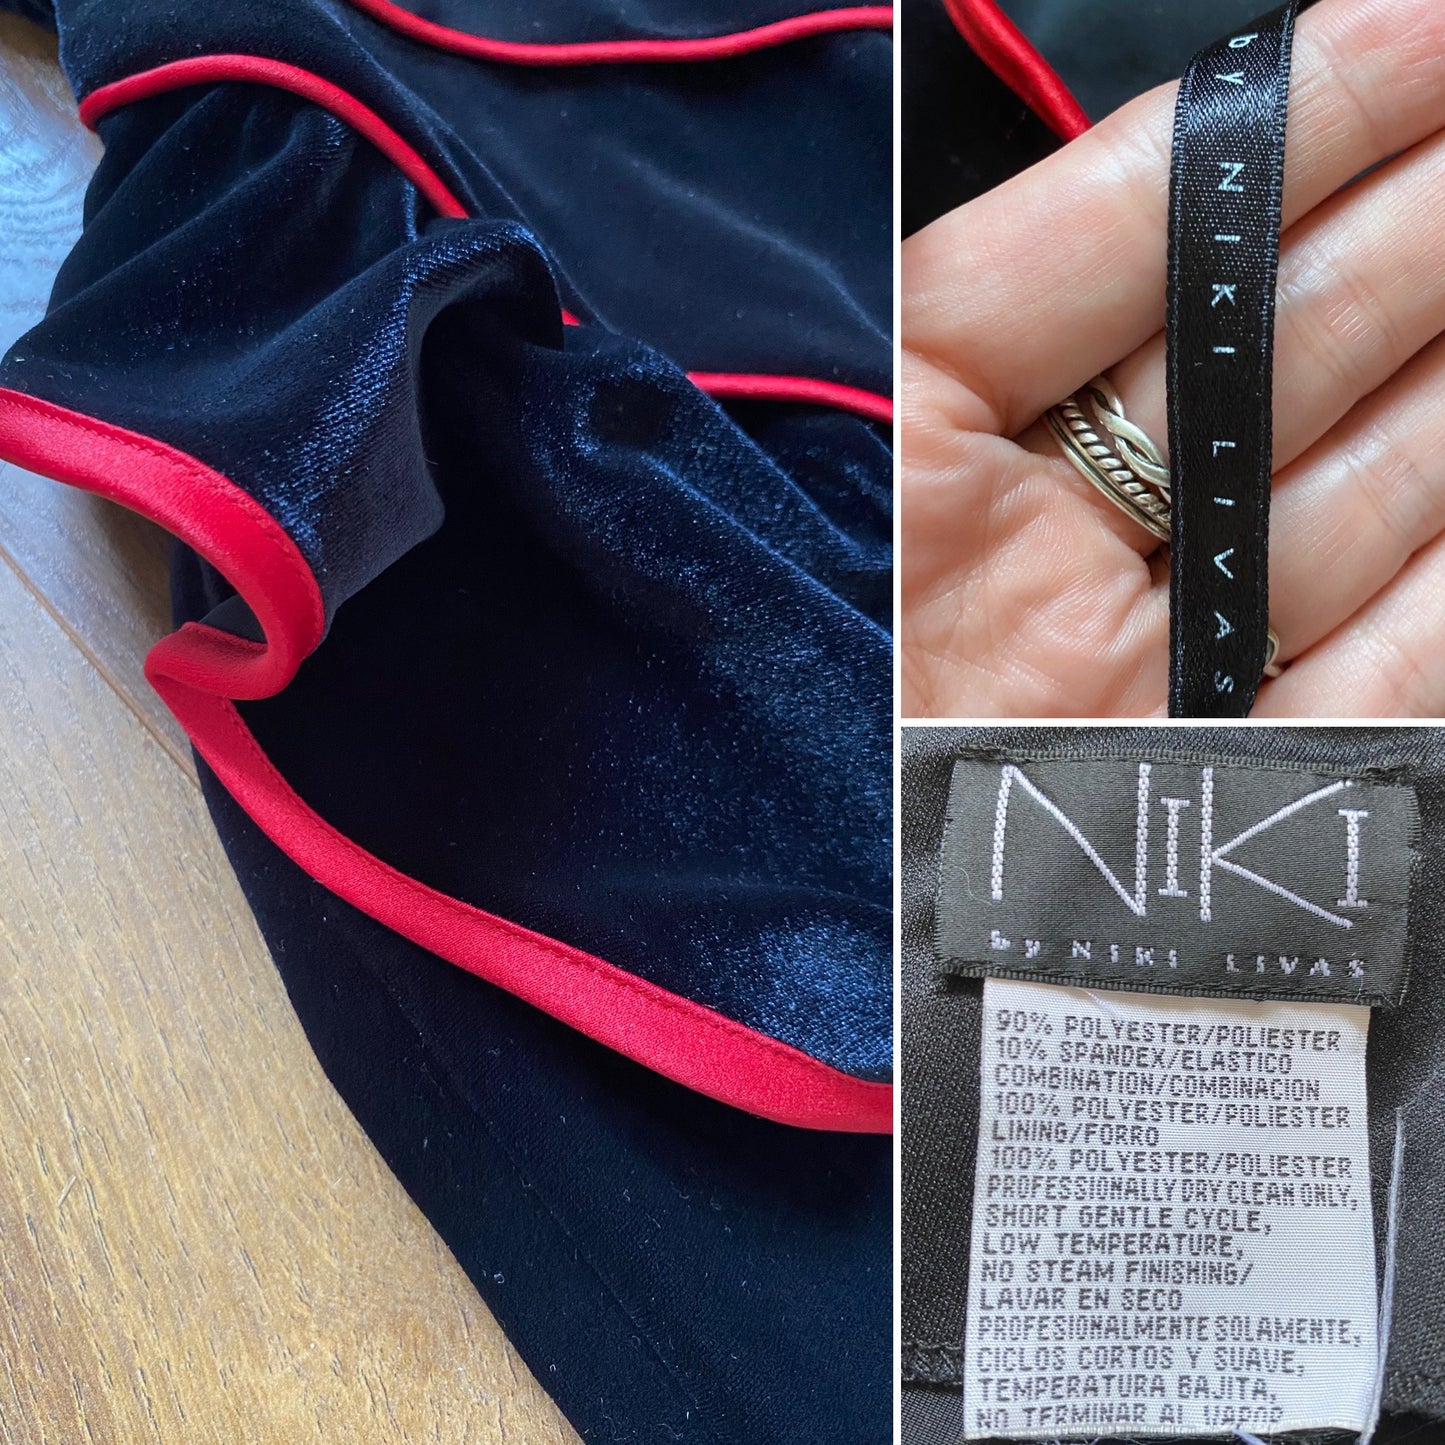 by NIKI LIVAS
NIKI
by NIKI LIVAS
90% POLYESTER/POLIESTER
10% SPANDEX/ELASTICO
COMBINATION/COMBINACION
100% POLYESTER/POLIESTER
LINING/FORRO
100% POLYESTER/POLIESTER
PROFESSIONALLY DRY CLEAN ONLY,
SHORT GENTLE CYCLE,
LOW TEMPERATURE,
NO STEAM FINISHING/
LAVAR EN SECO
PROFESIONALMENTE SOLAMENTE,
CICLOS CORTOS Y SUAVE,
TEMPERATURA BAJITA,
NO TERMINAR AL VAPOR